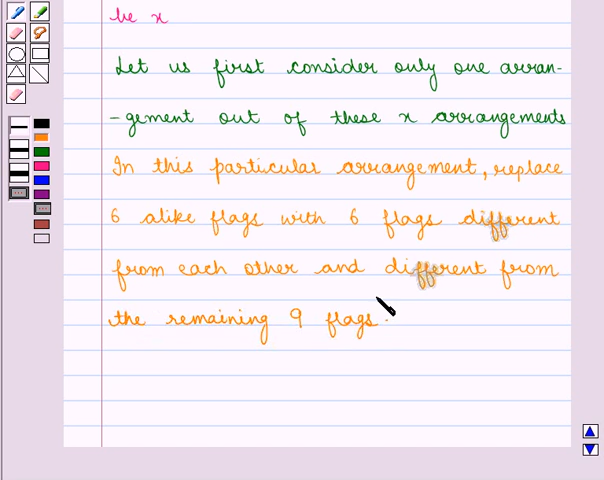 be x
Let us first consider only one arran-
-gement out of these x arrangements
In this particular arrangement, replace
6 alike flags with 6 flags different
from each other and different from
the remaining 9 flags.